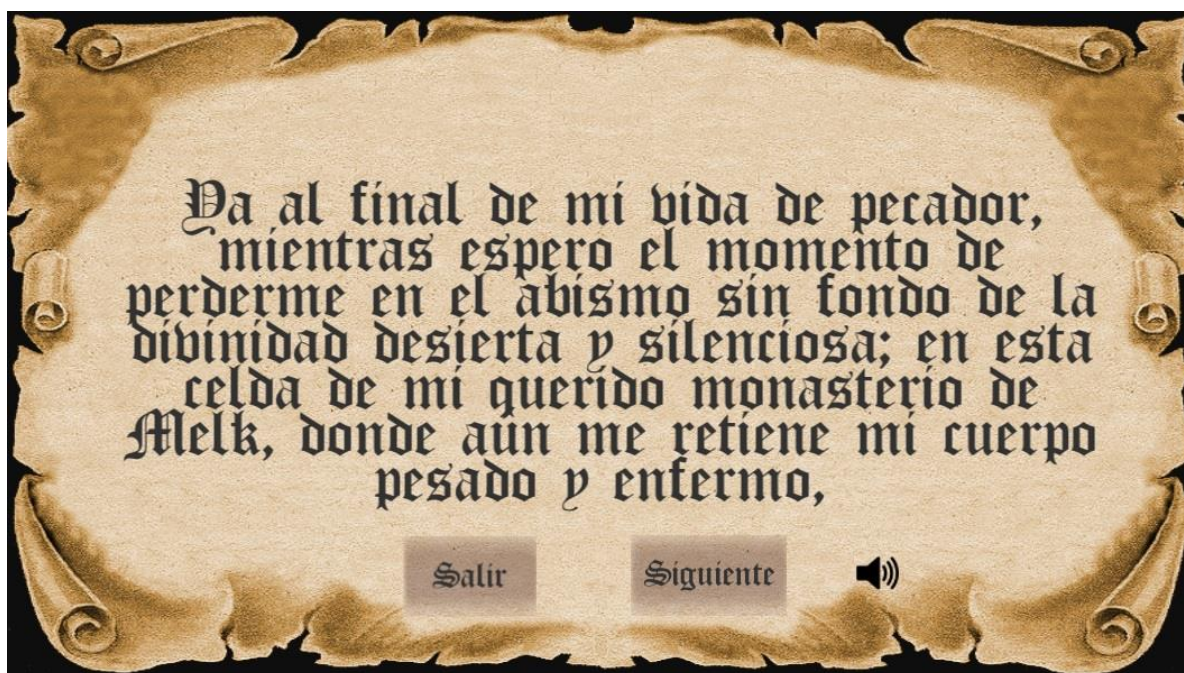 Ya al final de mi vida de pecador,
mientras espero el momento de
perderme en el abismo sin fondo de la
divinidad desierta y silenciosa; en esta
celda de mi querido monasterio de
Melk, donde aún me retiene mi cuerpo
pesado y enfermo,
Salir
Siguiente